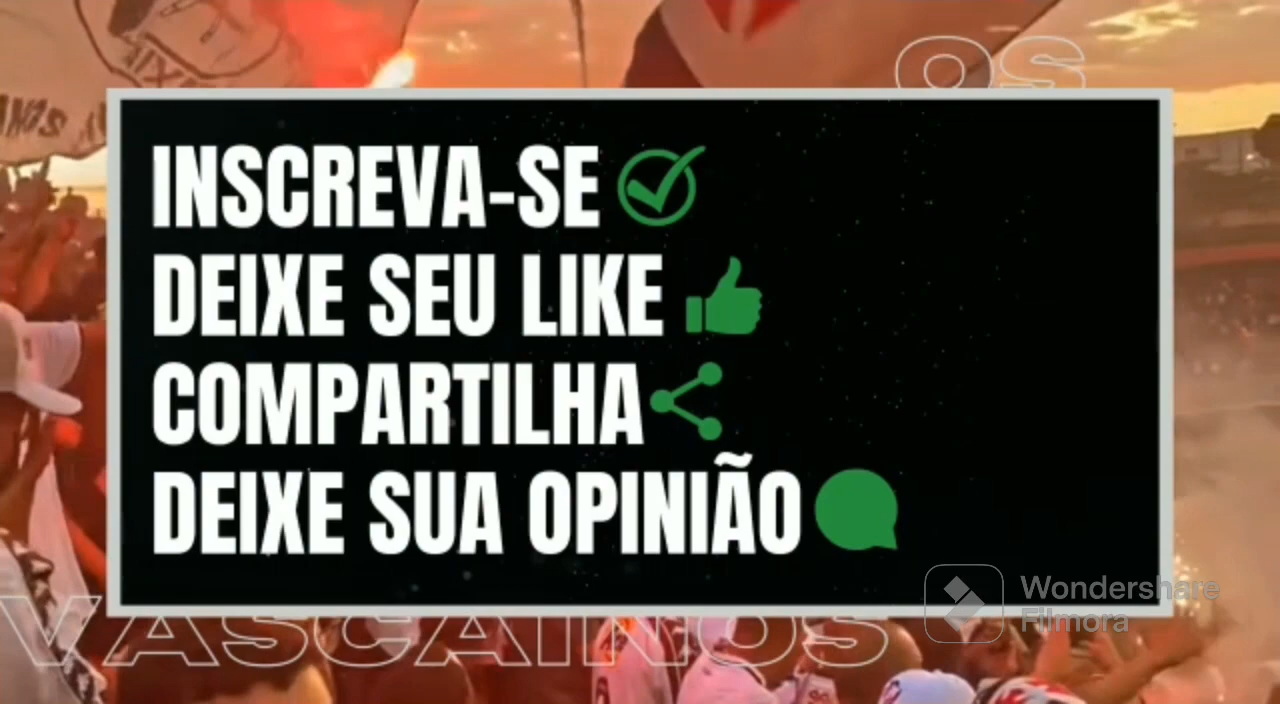 OS
INSCREVA-SE
DEIXE SEU LIKE
COMPARTILHA
DEIXE SUA OPINIÃO
Wondershare
Filmora
VASCAINOS